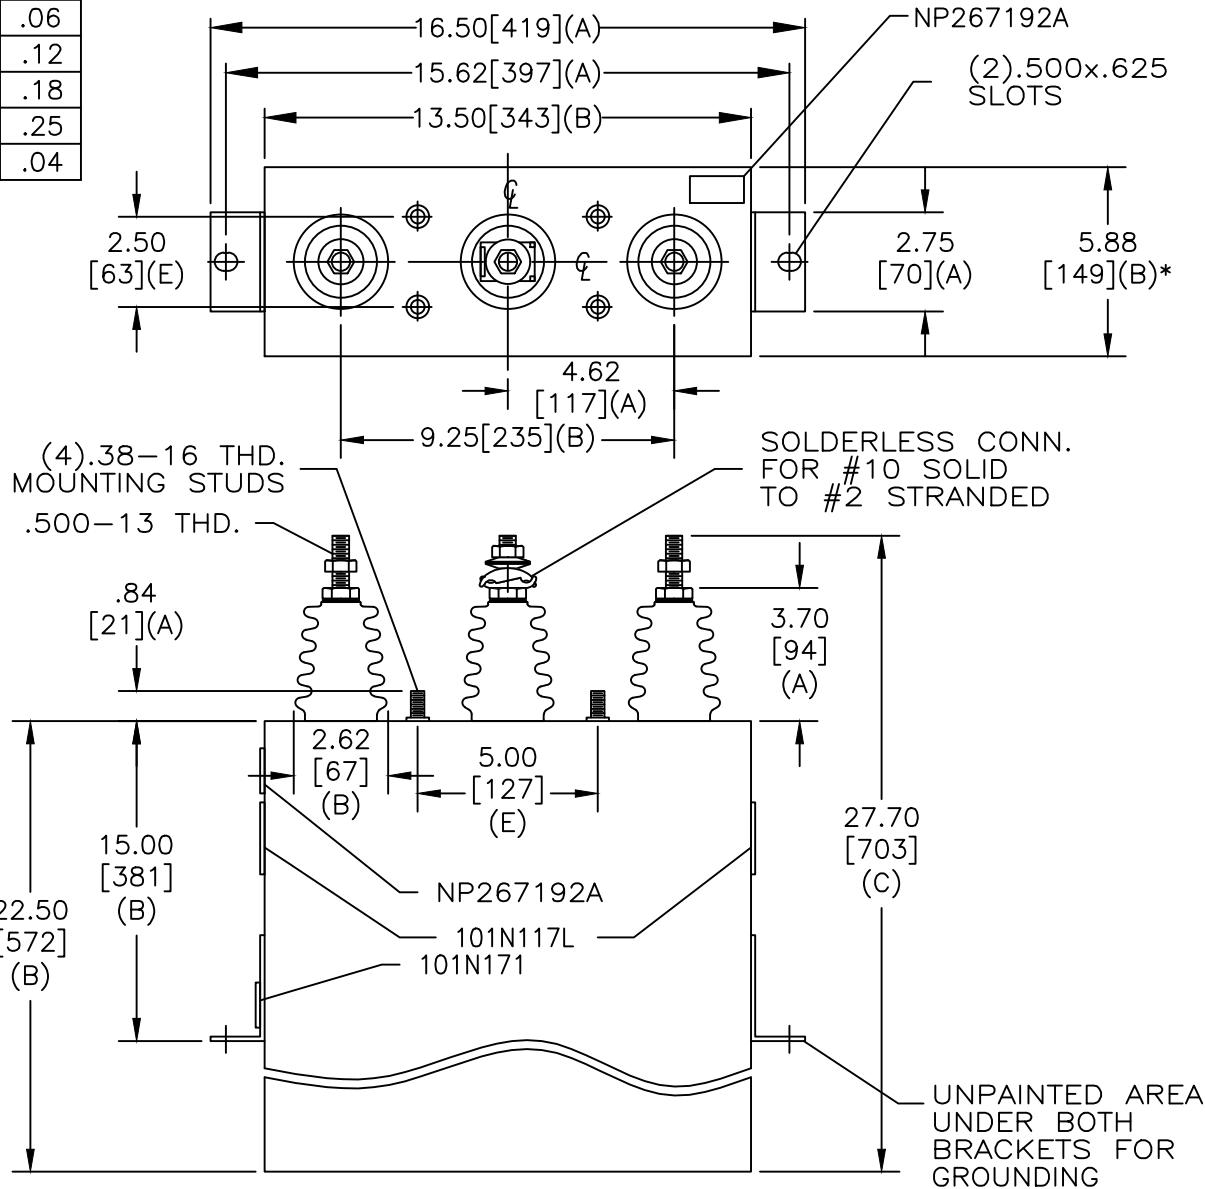 .06
.12
.18
.25
.04
16.50[419](A)
15.62[397](A)
13.50[343](B)
NP267192A
(2).500x.625
SLOTS
℄
℄
2.50
[63](E)
2.75
[70](A)
5.88
[149](B)*
4.62
[117](A)
9.25[235](B)
(4).38-16 THD.
MOUNTING STUDS
.500-13 THD.
SOLDERLESS CONN.
FOR #10 SOLID
TO #2 STRANDED
.84
[21](A)
3.70
[94]
(A)
2.62
[67]
(B)
5.00
[127]
(E)
15.00
[381]
(B)
27.70
[703]
(C)
22.50
[572]
(B)
NP267192A
101N117L
101N171
UNPAINTED AREA
UNDER BOTH
BRACKETS FOR
GROUNDING